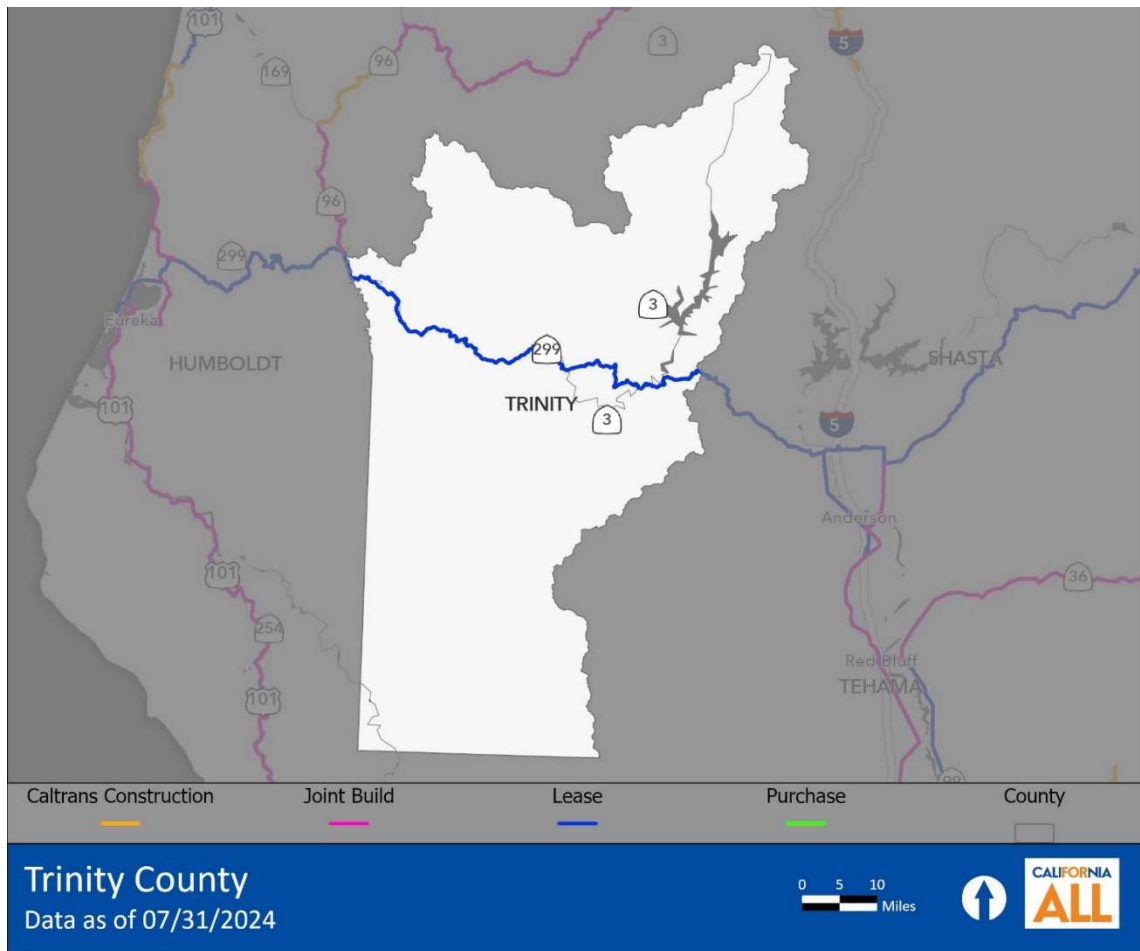 101
3
5
96
169
96
299
3
Eureka
299
SHASTA
HUMBOLDT
TRINITY
101
3
5
Anderson
101
36
254
Red Bluff
101
TEHAMA
99
Caltrans Construction
Joint Build
Lease
Purchase
County
Trinity County
Data as of 07/31/2024
0 5 10
Miles
CALIFORNIA
ALL